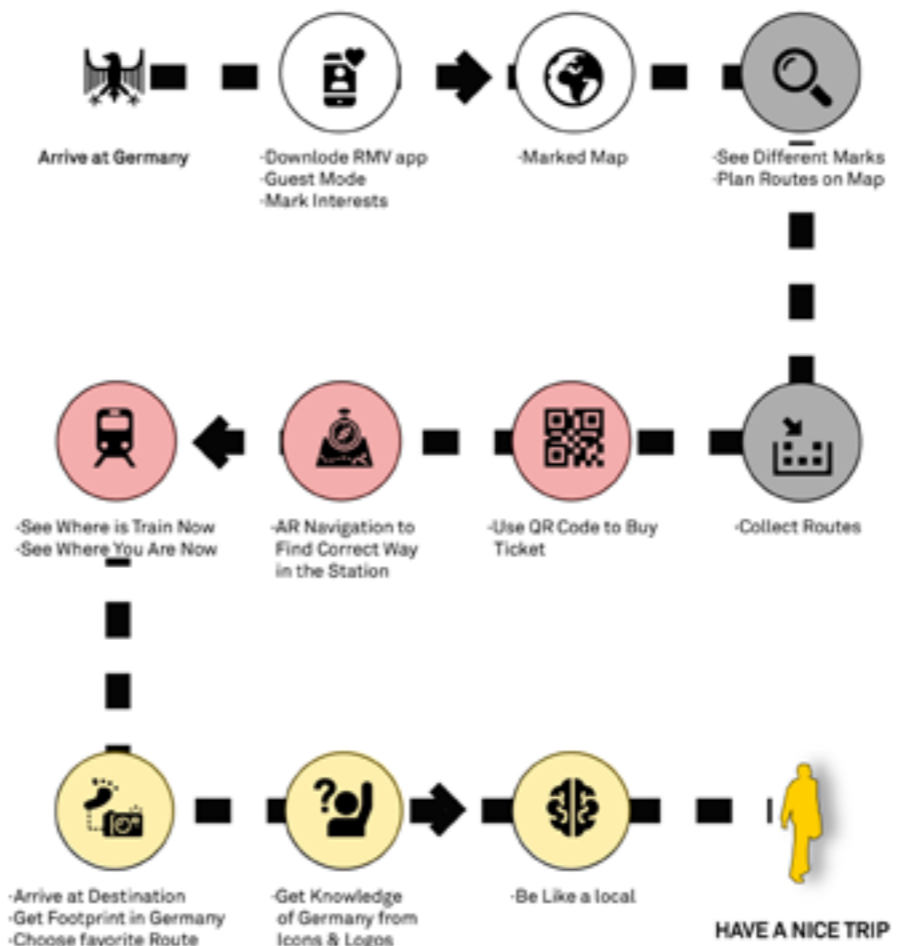 Arrive at Germany
-Downlode RMV app
-Guest Mode
-Mark Interests
-Marked Map
-See Different Marks
-Plan Routes on Map
-See Where is Train Now
-See Where You Are Now
-AR Navigation to
Find Correct Way
in the Station
-Use QR Code to Buy
Ticket
-Collect Routes
-Arrive at Destination
-Get Footprint in Germany
-Choose favorite Route
-Get Knowledge
of Germany from
Icons & Logos
-Be Like a local
HAVE A NICE TRIP